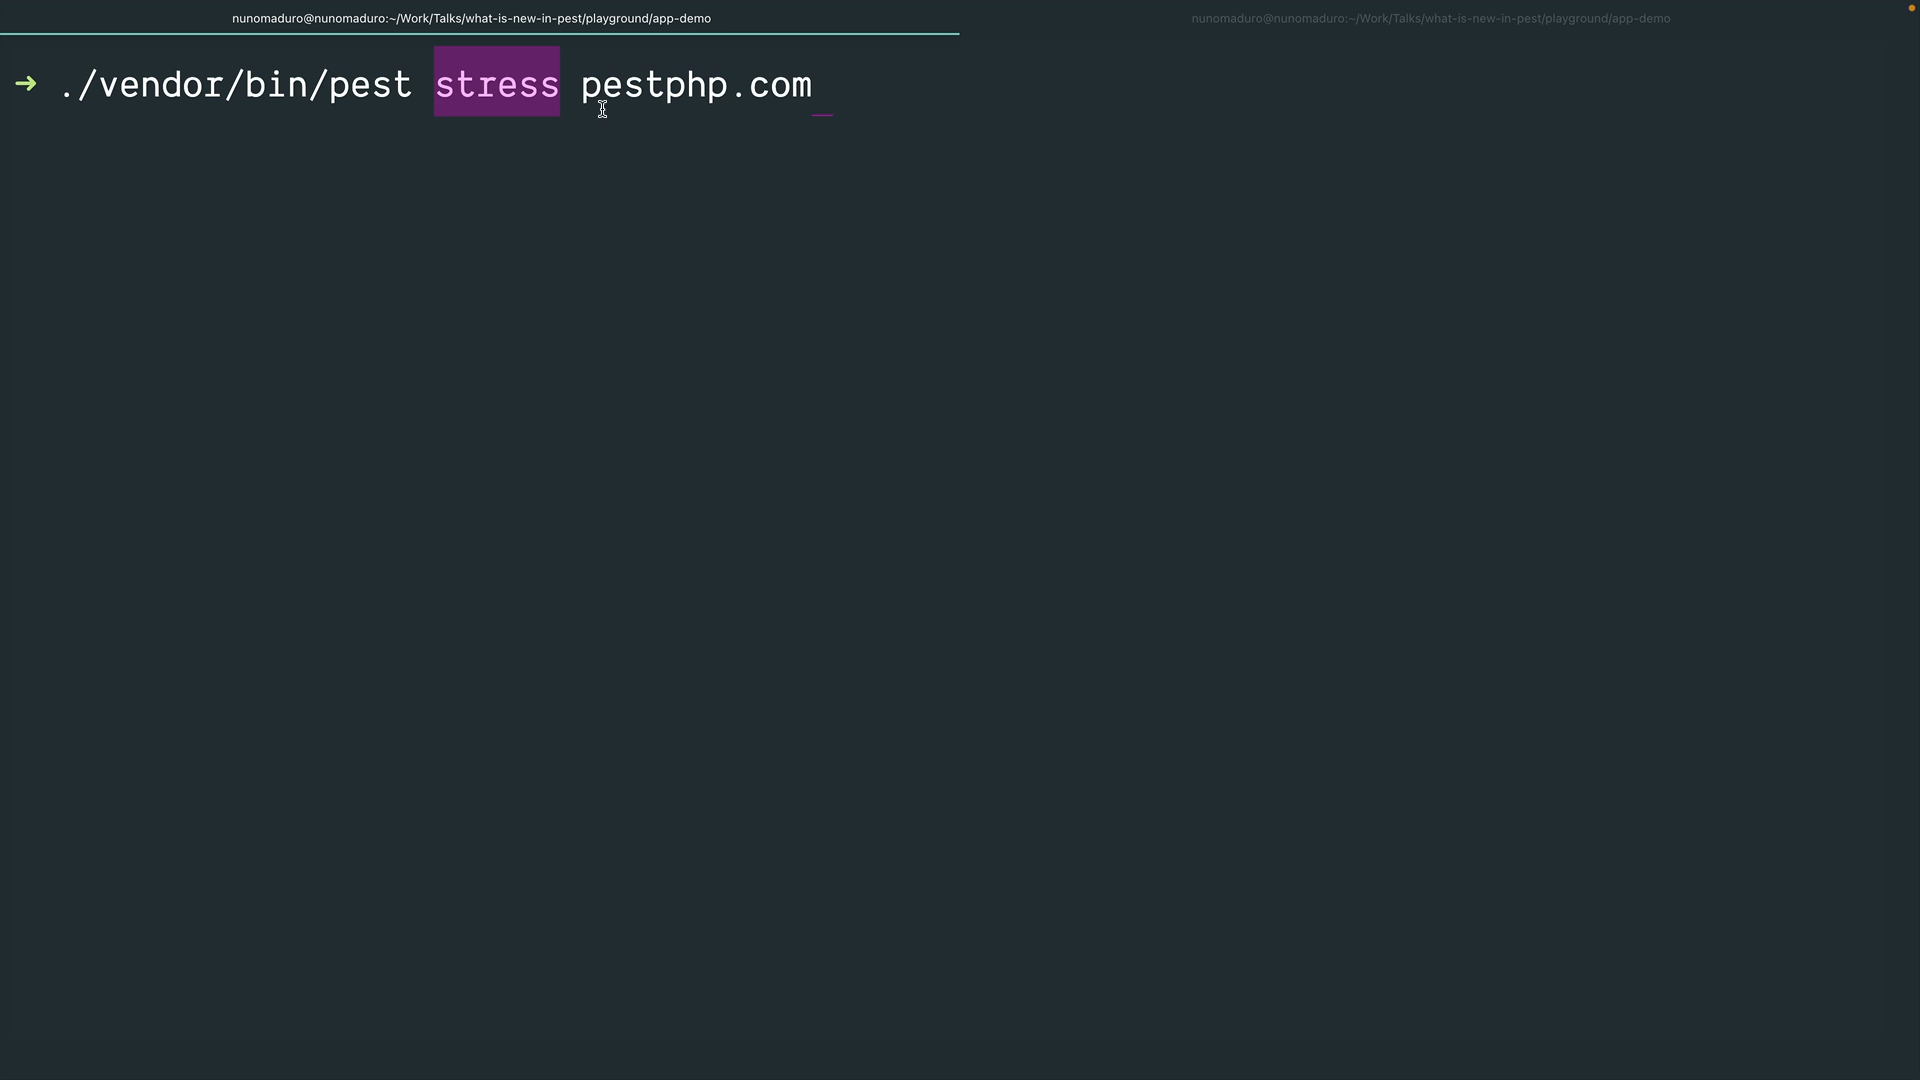 nunomaduro@nunomaduro:~/Work/Talks/what-is-new-in-pest/playground/app-demo
nunomaduro@nunomaduro:~/Work/Talks/what-is-new-in-pest/playground/app-demo
➜ ./vendor/bin/pest stress pestphp.com_